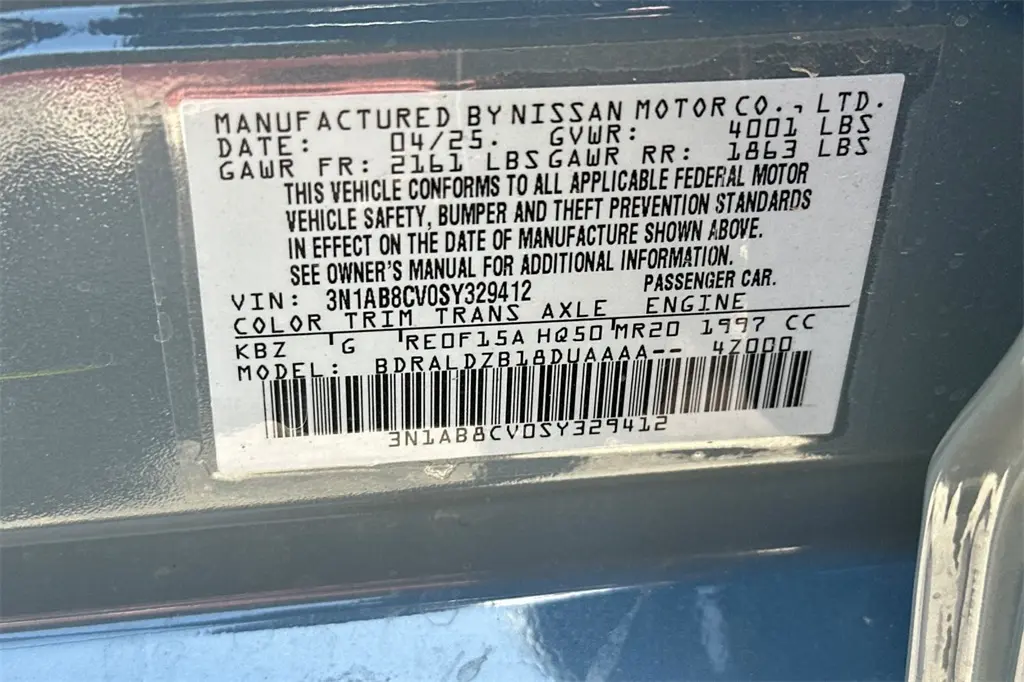 MANUFACTURED BY NISSAN MOTOR CO., LTD.
DATE: 04/25. GVWR: 4001 LBS
GAWR FR: 2161 LBS GAWR RR: 1863 LBS
THIS VEHICLE CONFORMS TO ALL APPLICABLE FEDERAL MOTOR
VEHICLE SAFETY, BUMPER AND THEFT PREVENTION STANDARDS
IN EFFECT ON THE DATE OF MANUFACTURE SHOWN ABOVE.
SEE OWNER'S MANUAL FOR ADDITIONAL INFORMATION.
VIN: 3N1AB8CV0SY329412 PASSENGER CAR.
COLOR TRIM TRANS AXLE ENGINE
KBZ G RE0F15A HQ50 MR20 1997 CC
MODEL: BDRALDZB18DUAAAA-- 4Z000
3N1AB8CV0SY329412